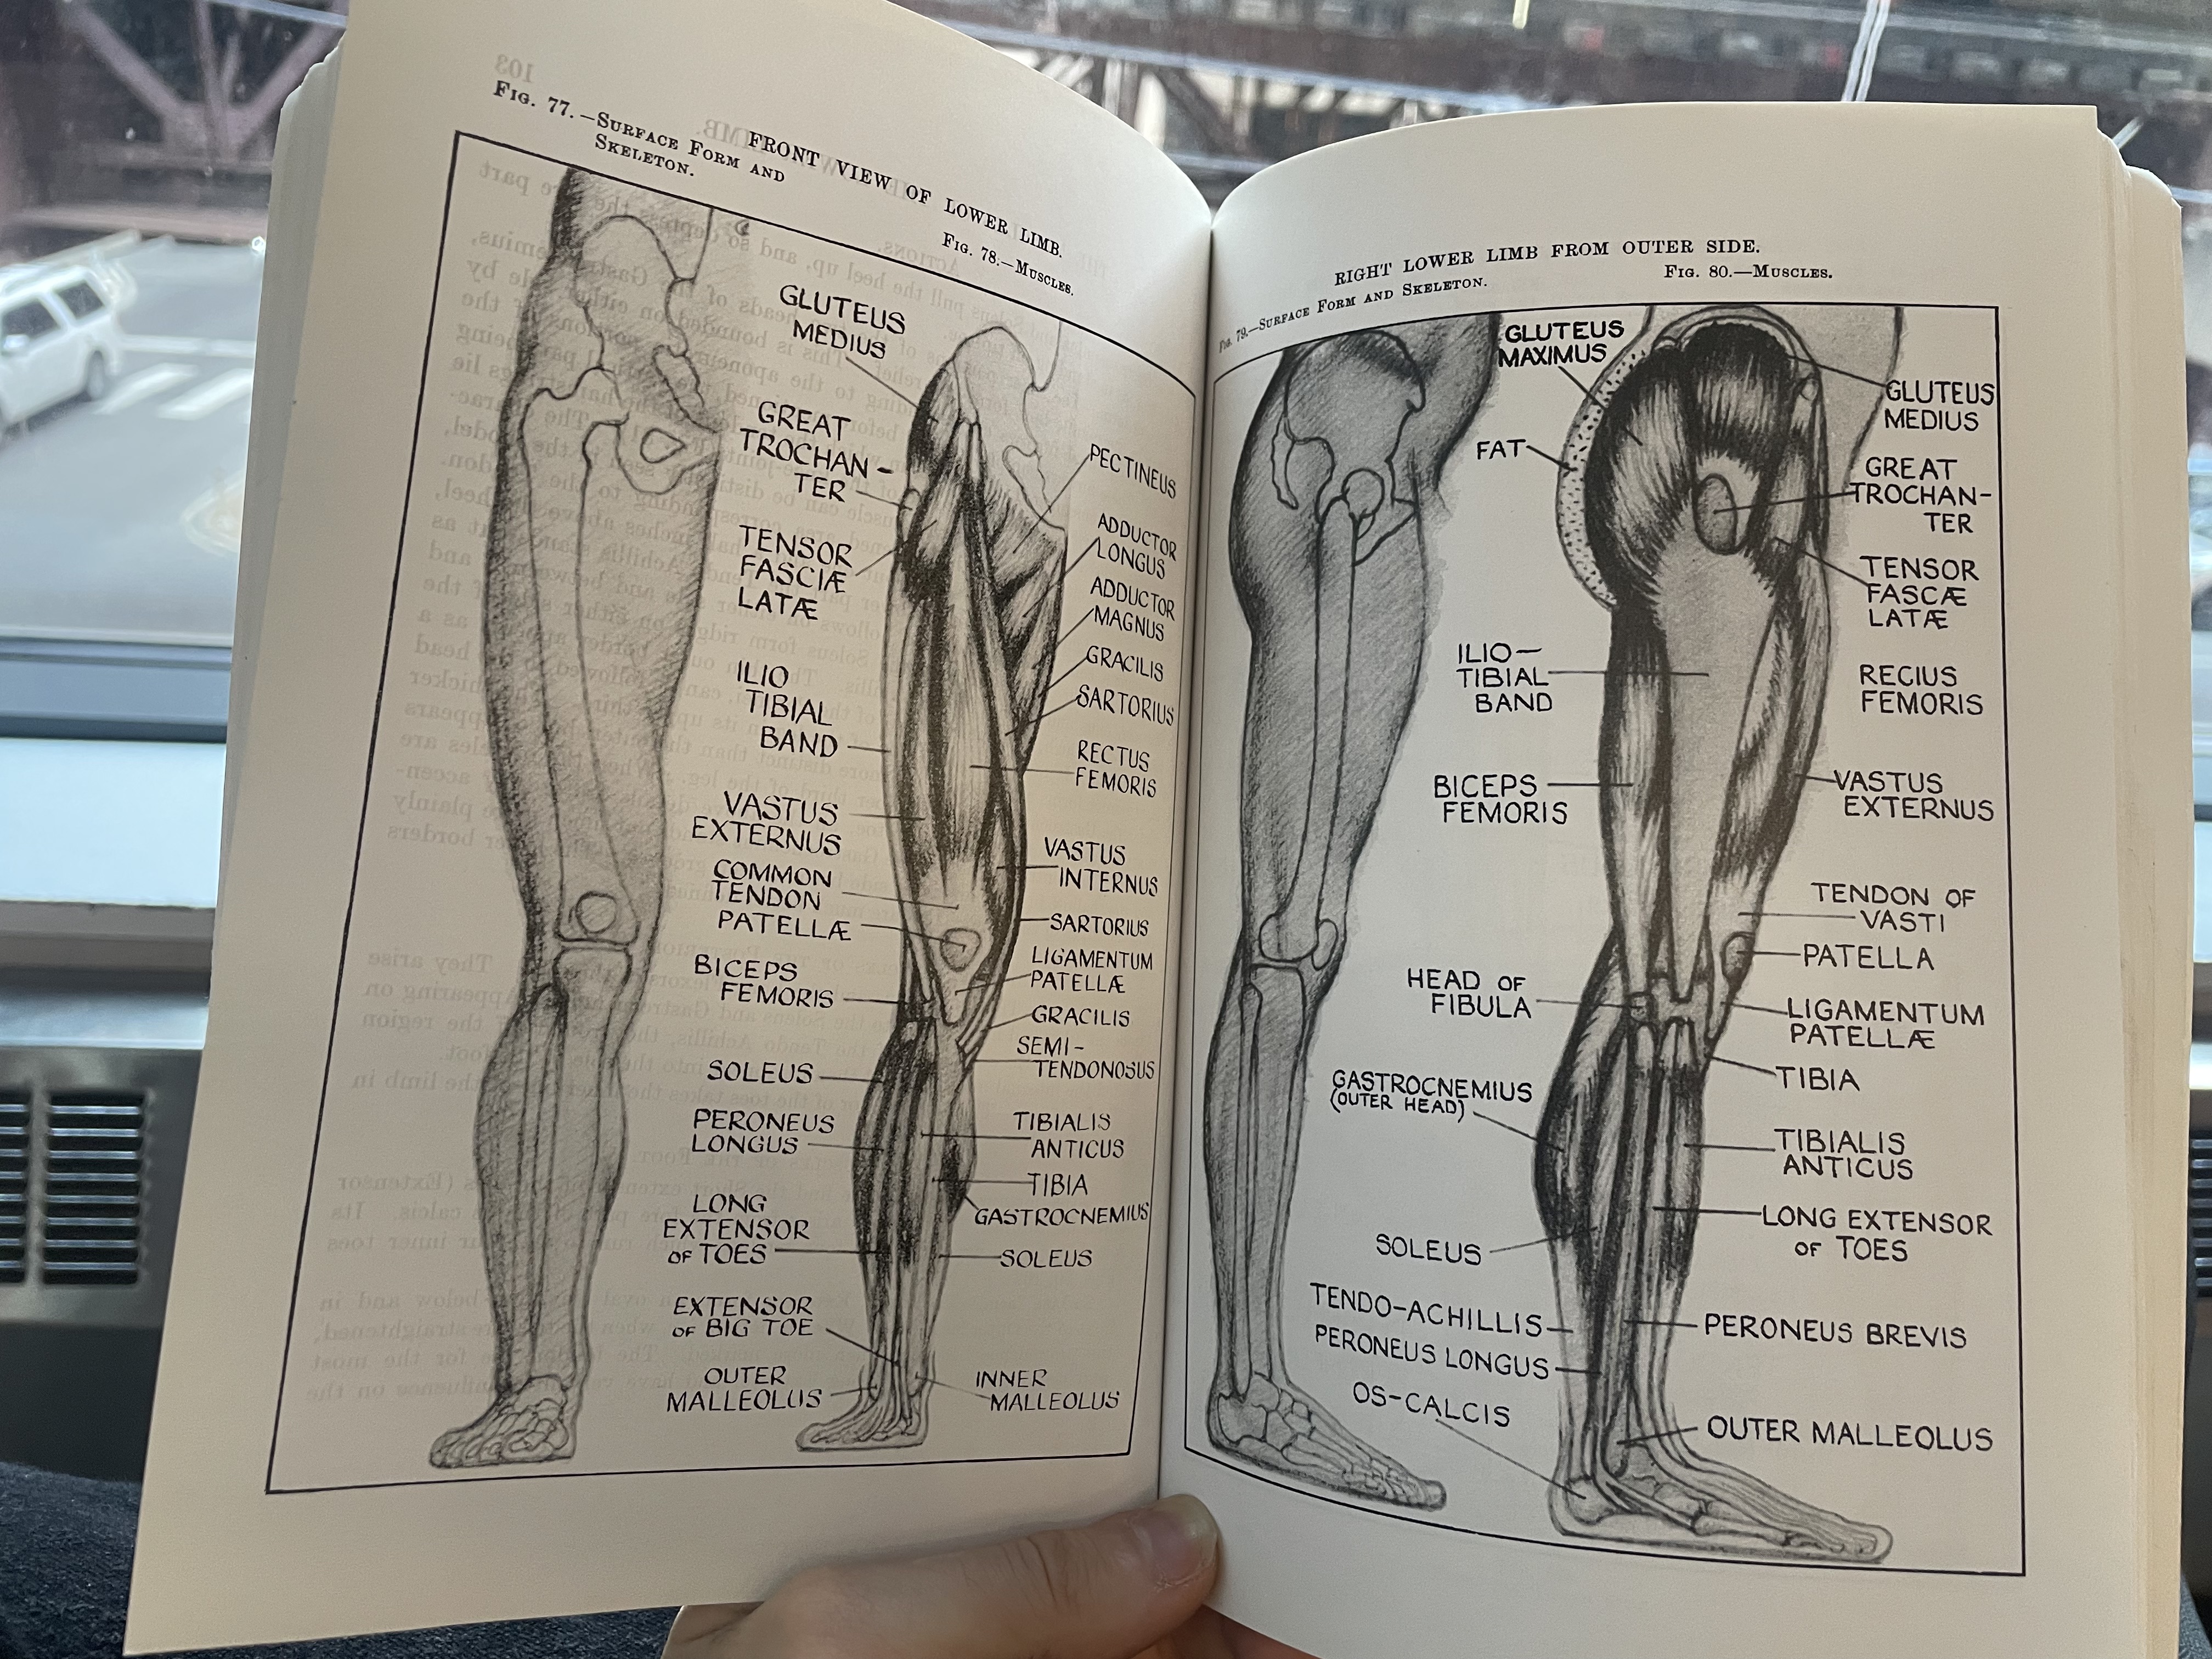 FRONT VIEW OF LOWER LIMB.
FIG. 77.—SURFACE FORM AND
SKELETON.
FIG. 78.—MUSCLES.
GLUTEUS
MEDIUS
GREAT
TROCHAN-
TER
TENSOR
FASCIÆ
LATÆ
ILIO
TIBIAL
BAND
VASTUS
EXTERNUS
COMMON
TENDON
PATELLÆ
BICEPS
FEMORIS
SOLEUS
PERONEUS
LONGUS
LONG
EXTENSOR
OF TOES
EXTENSOR
OF BIG TOE
OUTER
MALLEOLUS
PECTINEUS
ADDUCTOR
LONGUS
ADDUCTOR
MAGNUS
GRACILIS
SARTORIUS
RECTUS
FEMORIS
VASTUS
INTERNUS
SARTORIUS
LIGAMENTUM
PATELLÆ
GRACILIS
SEMI-
TENDONOSUS
TIBIALIS
ANTICUS
TIBIA
GASTROCNEMIUS
SOLEUS
INNER
MALLEOLUS
RIGHT LOWER LIMB FROM OUTER SIDE.
FIG. 79.—SURFACE FORM AND SKELETON.
FIG. 80.—MUSCLES.
GLUTEUS
MAXIMUS
FAT
ILIO—
TIBIAL
BAND
BICEPS
FEMORIS
HEAD OF
FIBULA
GASTROCNEMIUS
(OUTER HEAD)
SOLEUS
TENDO-ACHILLIS
PERONEUS LONGUS
OS-CALCIS
GLUTEUS
MEDIUS
GREAT
TROCHAN-
TER
TENSOR
FASCÆ
LATÆ
RECIUS
FEMORIS
VASTUS
EXTERNUS
TENDON OF
VASTI
PATELLA
LIGAMENTUM
PATELLÆ
TIBIA
TIBIALIS
ANTICUS
LONG EXTENSOR
OF TOES
PERONEUS BREVIS
OUTER MALLEOLUS